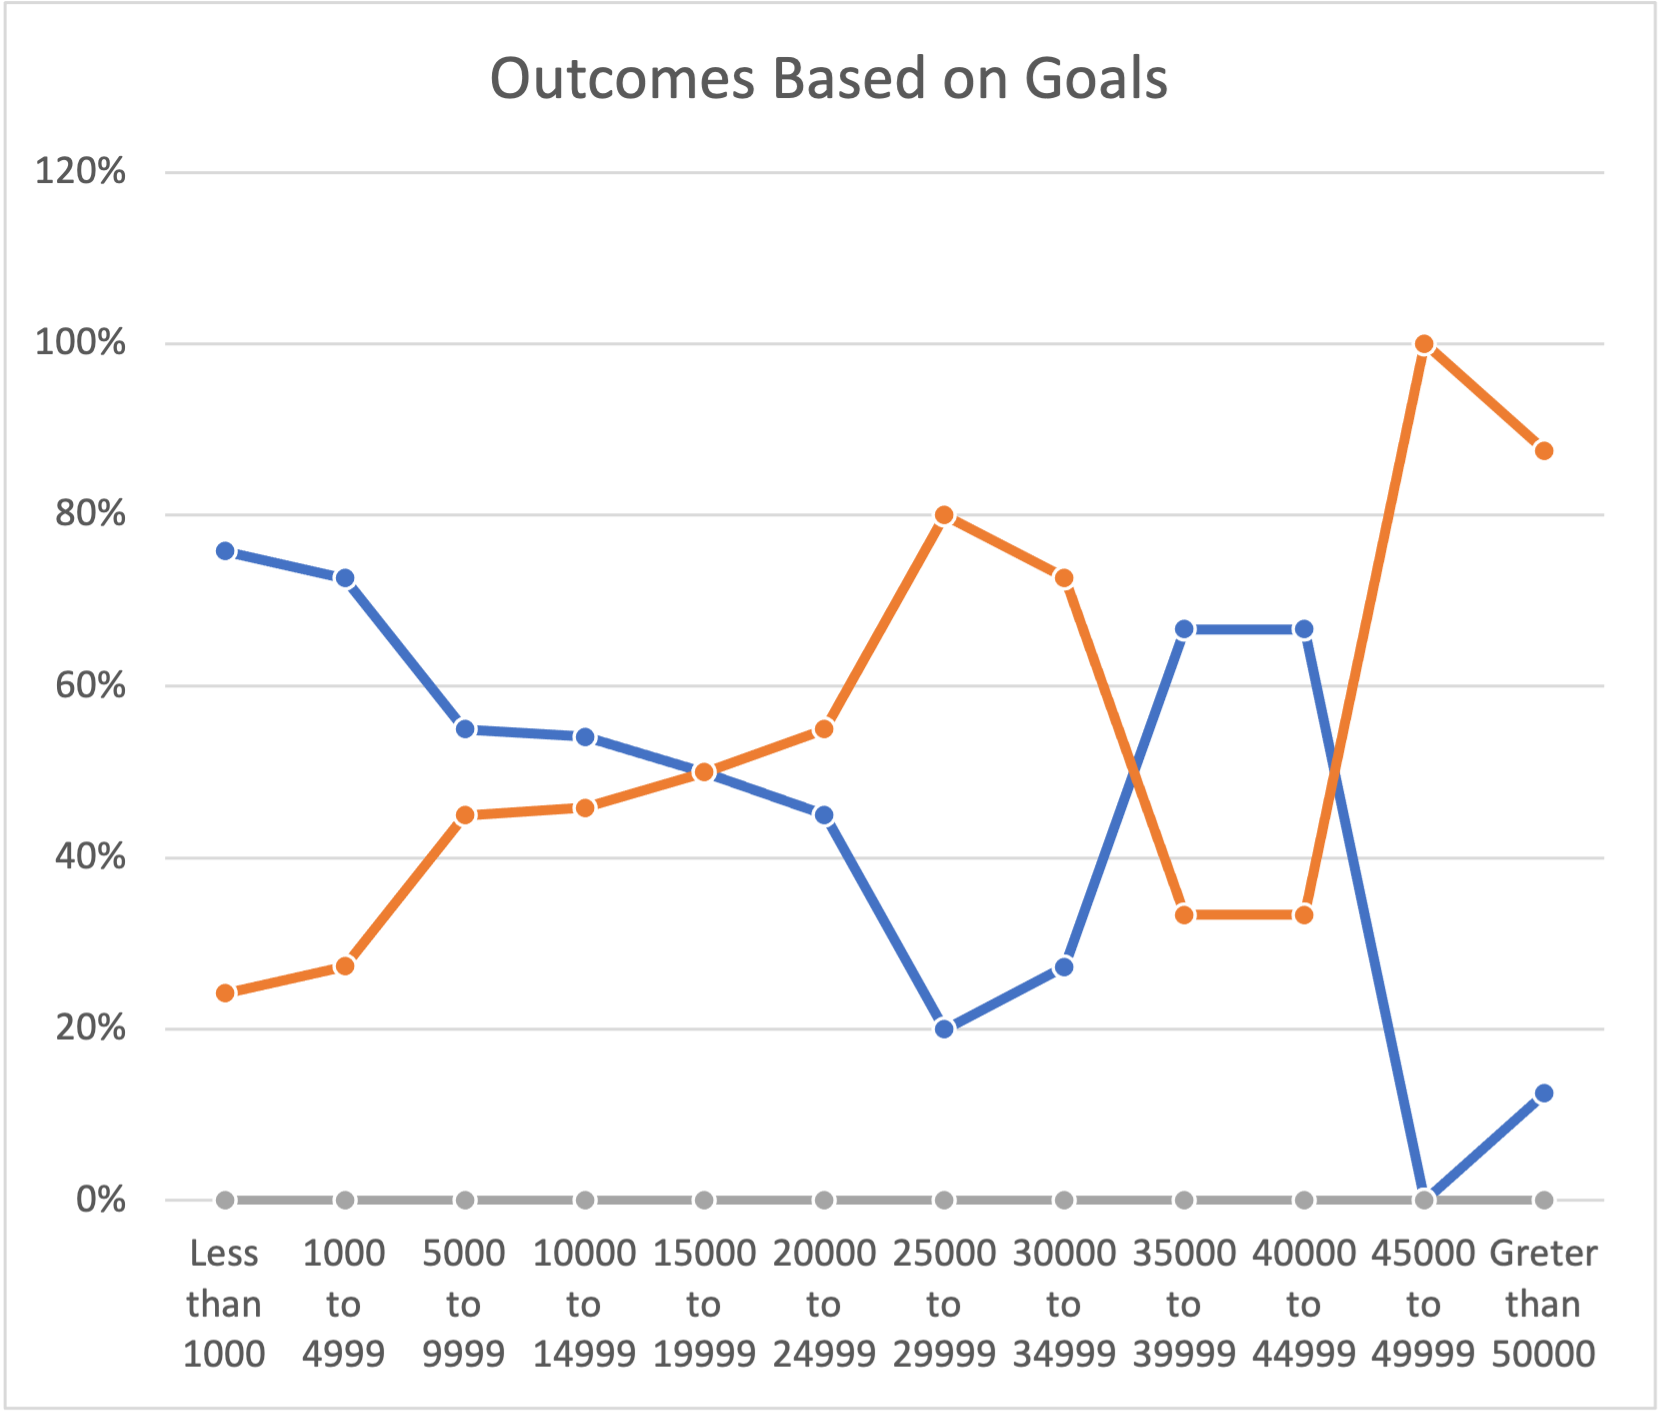 Outcomes Based on Goals
120%
100%
80%
60%
40%
20%
0%
Less than 1000
1000 to 4999
5000 to 9999
10000 to 14999
15000 to 19999
20000 to 24999
25000 to 29999
30000 to 34999
35000 to 39999
40000 to 44999
45000 to 49999
Greter than 50000